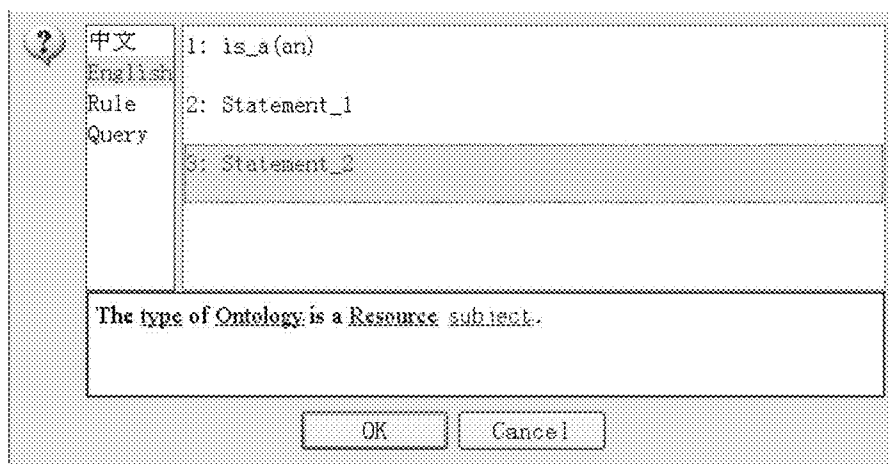 ?
中文
English
Rule
Query
1: is_a(an)
2: Statement_1
3: Statement_2
The type of Ontology is a Resource subject.
OK
Cancel